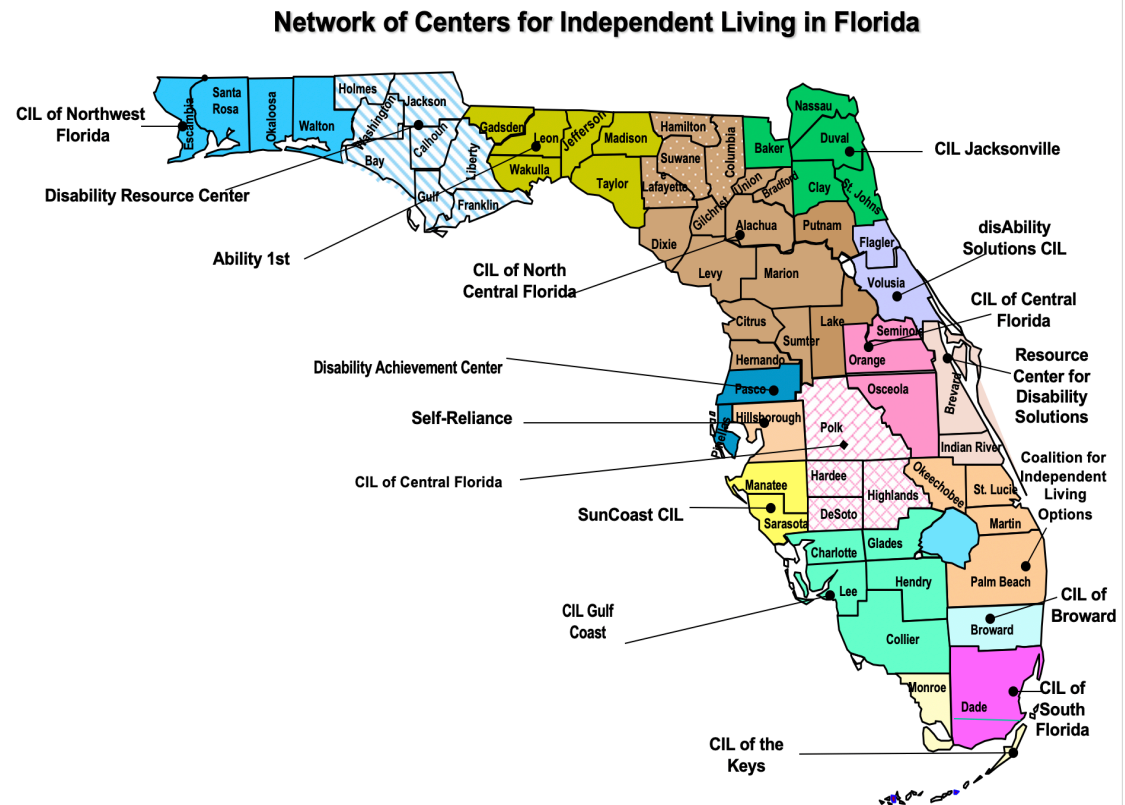 Network of Centers for Independent Living in Florida
CIL of Northwest
Florida
Disability Resource Center
Ability 1st
CIL of North
Central Florida
Disability Achievement Center
Self-Reliance
CIL of Central Florida
SunCoast CIL
CIL Gulf
Coast
CIL of the
Keys
CIL Jacksonville
disAbility
Solutions CIL
CIL of Central
Florida
Resource
Center for
Disability
Solutions
Coalition for
Independent
Living
Options
CIL of
Broward
CIL of
South
Florida
Escambia
Santa
Rosa
Okaloosa
Walton
Holmes
Washington
Jackson
Bay
Calhoun
Gulf
Liberty
Franklin
Gadsden
Leon
Wakulla
Jefferson
Madison
Taylor
Hamilton
Suwane
e
Lafayette
Columbia
Baker
Nassau
Duval
Clay
St. Johns
Union
Bradford
Gilchrist
Alachua
Putnam
Dixie
Levy
Marion
Flagler
Volusia
Citrus
Sumter
Lake
Hernando
Seminole
Orange
Osceola
Brevard
Indian River
Pasco
Pinellas
Hillsborough
Polk
Manatee
Sarasota
Hardee
DeSoto
Highlands
Okeechobee
St. Lucie
Martin
Palm Beach
Charlotte
Glades
Lee
Hendry
Collier
Broward
Monroe
Dade